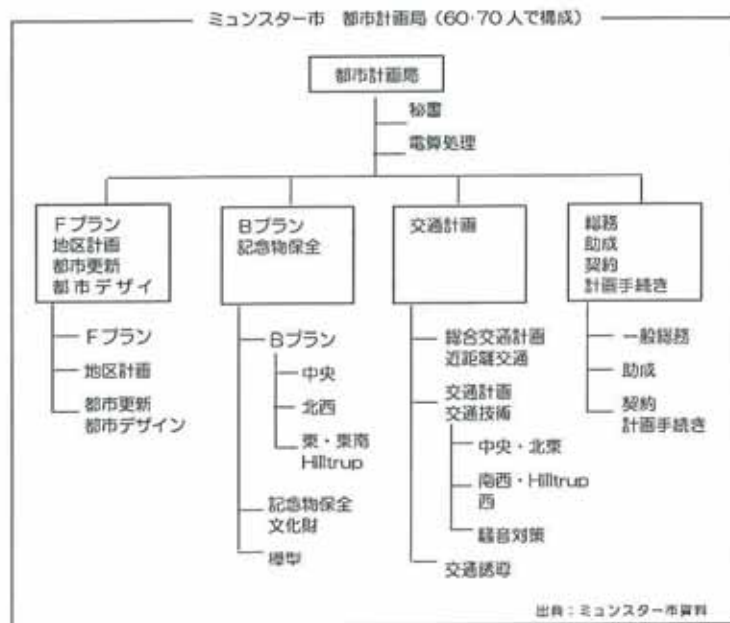 ミュンスター市 都市計画局（60・70人で構成）
都市計画局
秘書
電算処理
Fプラン
地区計画
都市更新
都市デザイ
Bプラン
記念物保全
交通計画
総務
助成
契約
計画手続き
Fプラン
地区計画
都市更新
都市デザイン
Bプラン
中央
北西
東・東南
Hilltrup
記念物保全
文化財
模型
総合交通計画
近距離交通
交通計画
交通技術
中央・北東
南西・Hilltrup
西
騒音対策
交通誘導
一般総務
助成
契約
計画手続き
出典：ミュンスター市資料